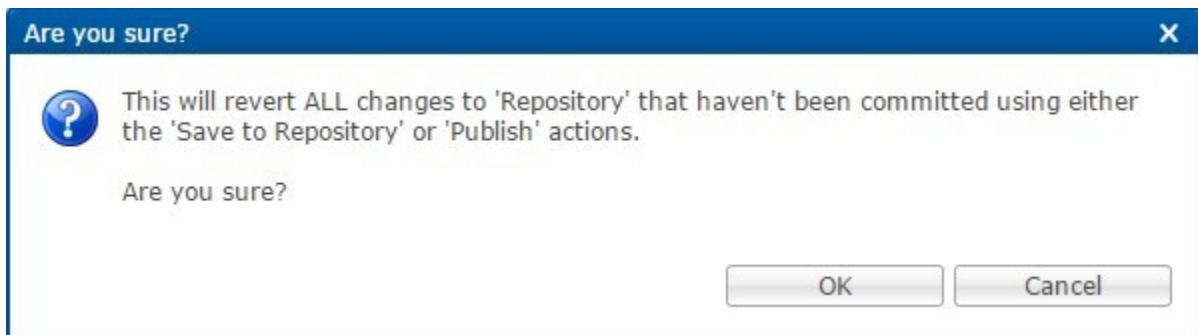 Are you sure?
This will revert ALL changes to 'Repository' that haven't been committed using either
the 'Save to Repository' or 'Publish' actions.
Are you sure?
OK
Cancel